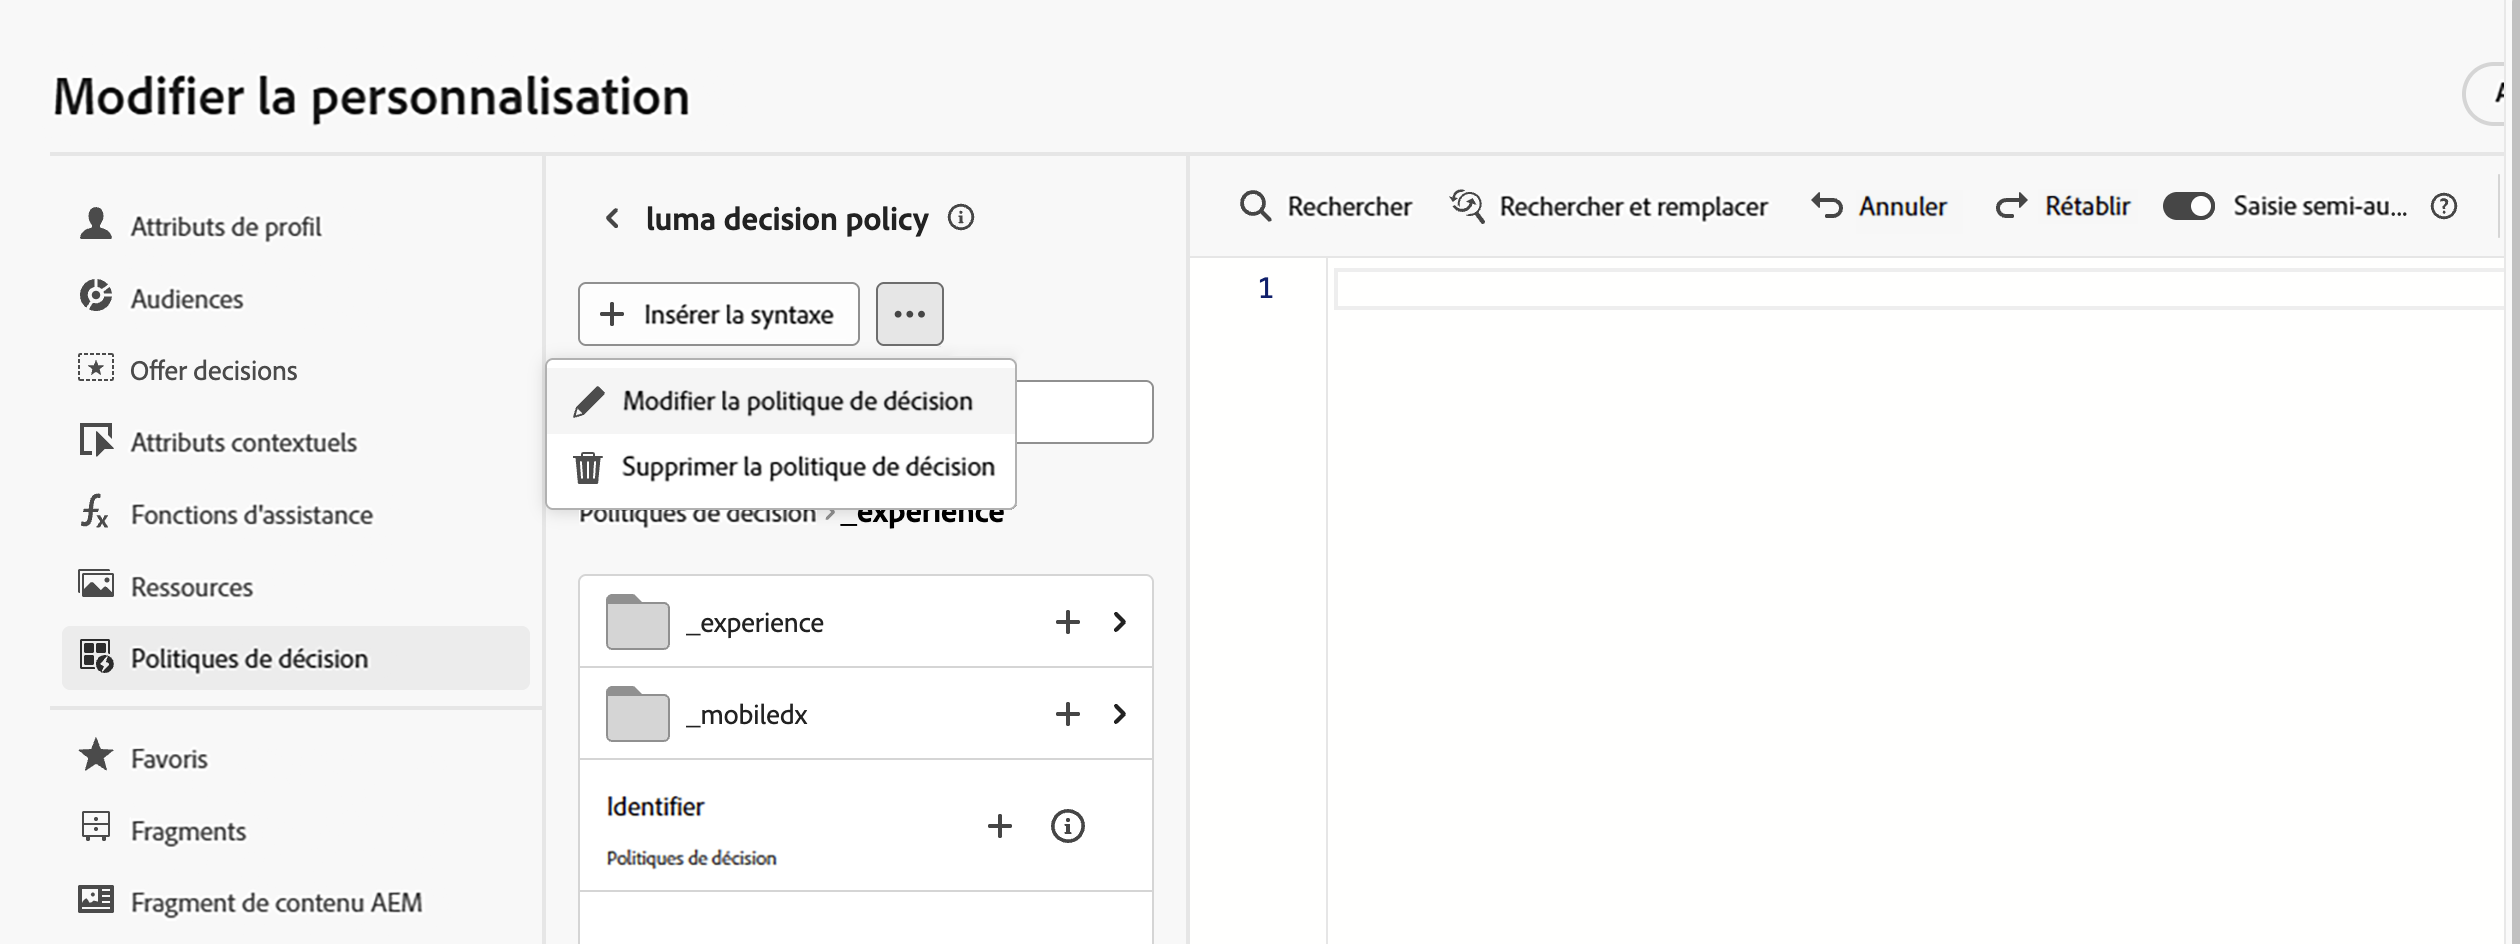 Modifier la personnalisation
Attributs de profil
Audiences
Offer decisions
Attributs contextuels
Fonctions d'assistance
Ressources
Politiques de décision
Favoris
Fragments
Fragment de contenu AEM
luma decision policy
Insérer la syntaxe
Modifier la politique de décision
Supprimer la politique de décision
Politiques de décision > _experience
_experience
_mobiledx
Identifier
Politiques de décision
Rechercher Rechercher et remplacer Annuler Rétablir Saisie semi-au...
1